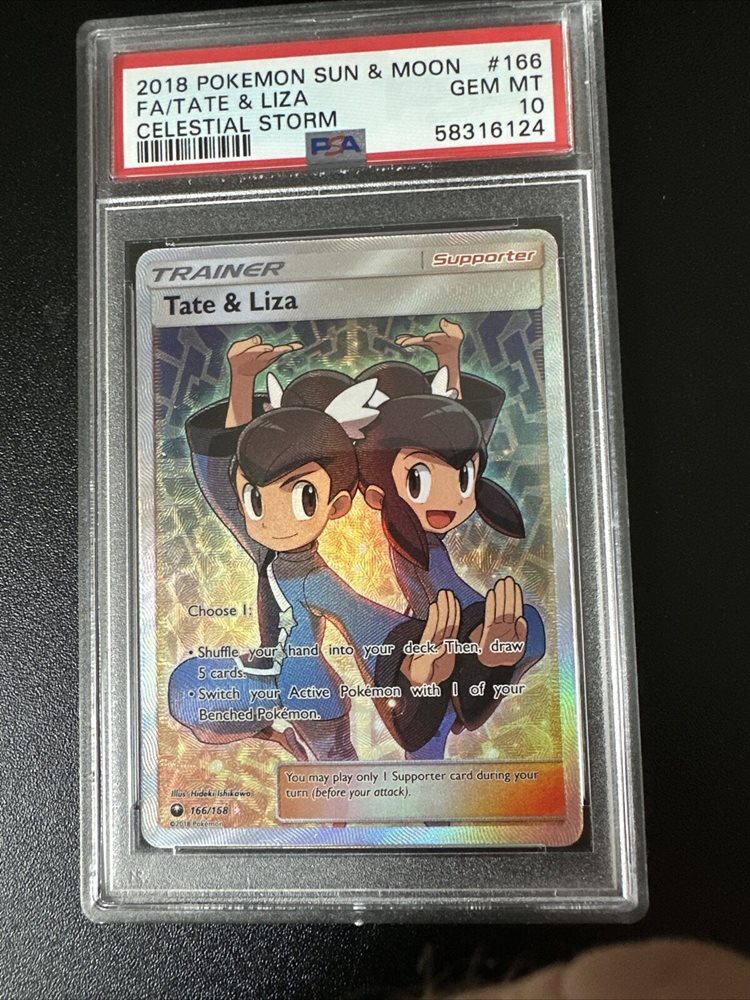 2018 POKEMON SUN & MOON #166
FA/TATE & LIZA GEM MT
CELESTIAL STORM 10
PSA 58316124
TRAINER Supporter
Tate & Liza
Choose 1:
• Shuffle your hand into your deck. Then, draw
5 cards.
• Switch your Active Pokémon with 1 of your
Benched Pokémon.
You may play only 1 Supporter card during your
turn (before your attack).
Illus. Hideki Ishikawa
166/168
©2018 Pokémon